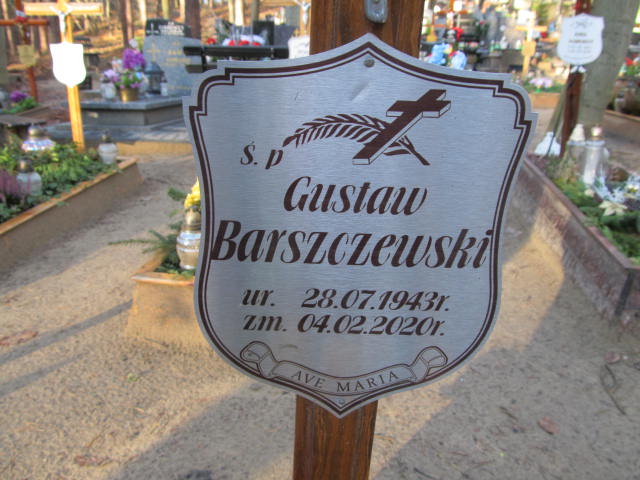 Ś. p
Gustaw
Barszczewski
ur. 28.07.1943r.
zm. 04.02.2020r.
AVE MARIA